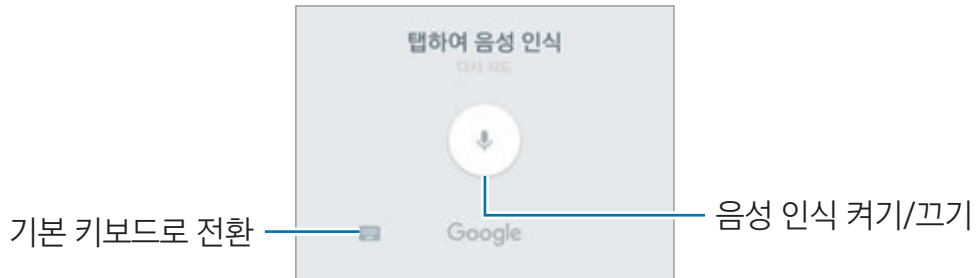 탭하여 음성 인식
다시 시도
음성 인식 켜기/끄기
기본 키보드로 전환
Google